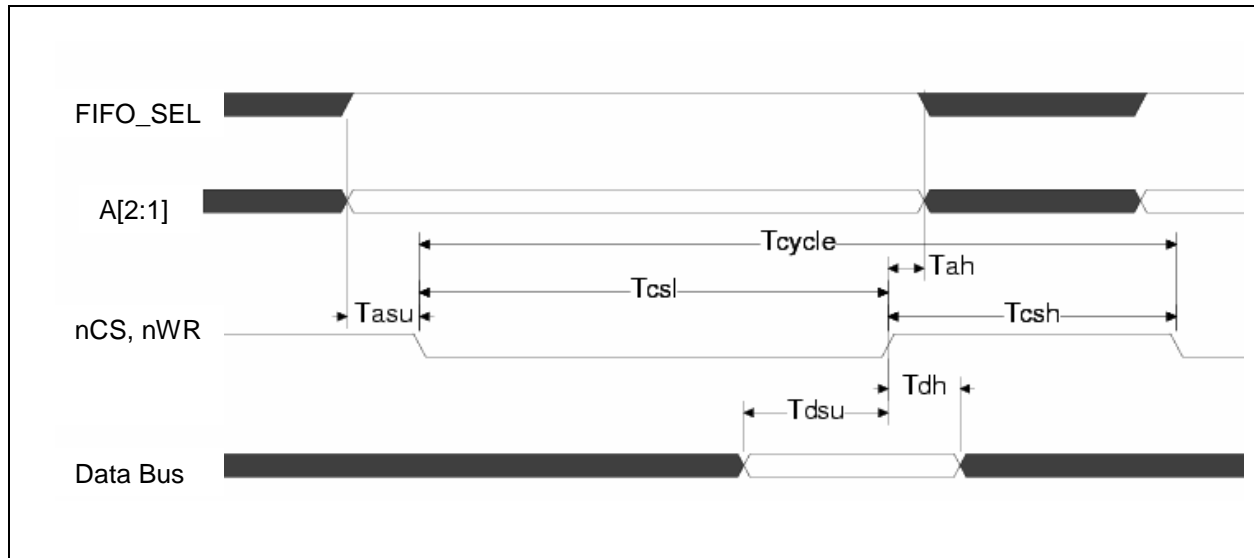 FIFO_SEL
A[2:1]
Tcycle
Tah
Tcsl
Tasu
Tcsh
nCS, nWR
Tdh
Tdsu
Data Bus